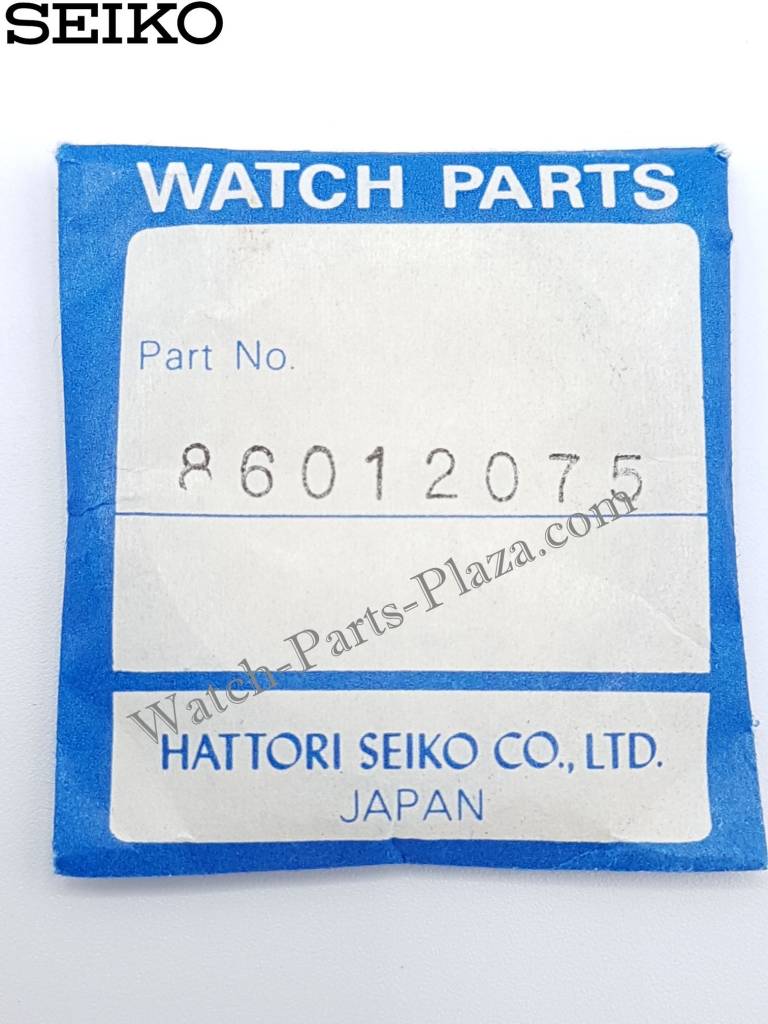 SEIKO
WATCH PARTS
Part No.
86012075
Watch-Parts-Plaza.com
HATTORI SEIKO CO., LTD.
JAPAN